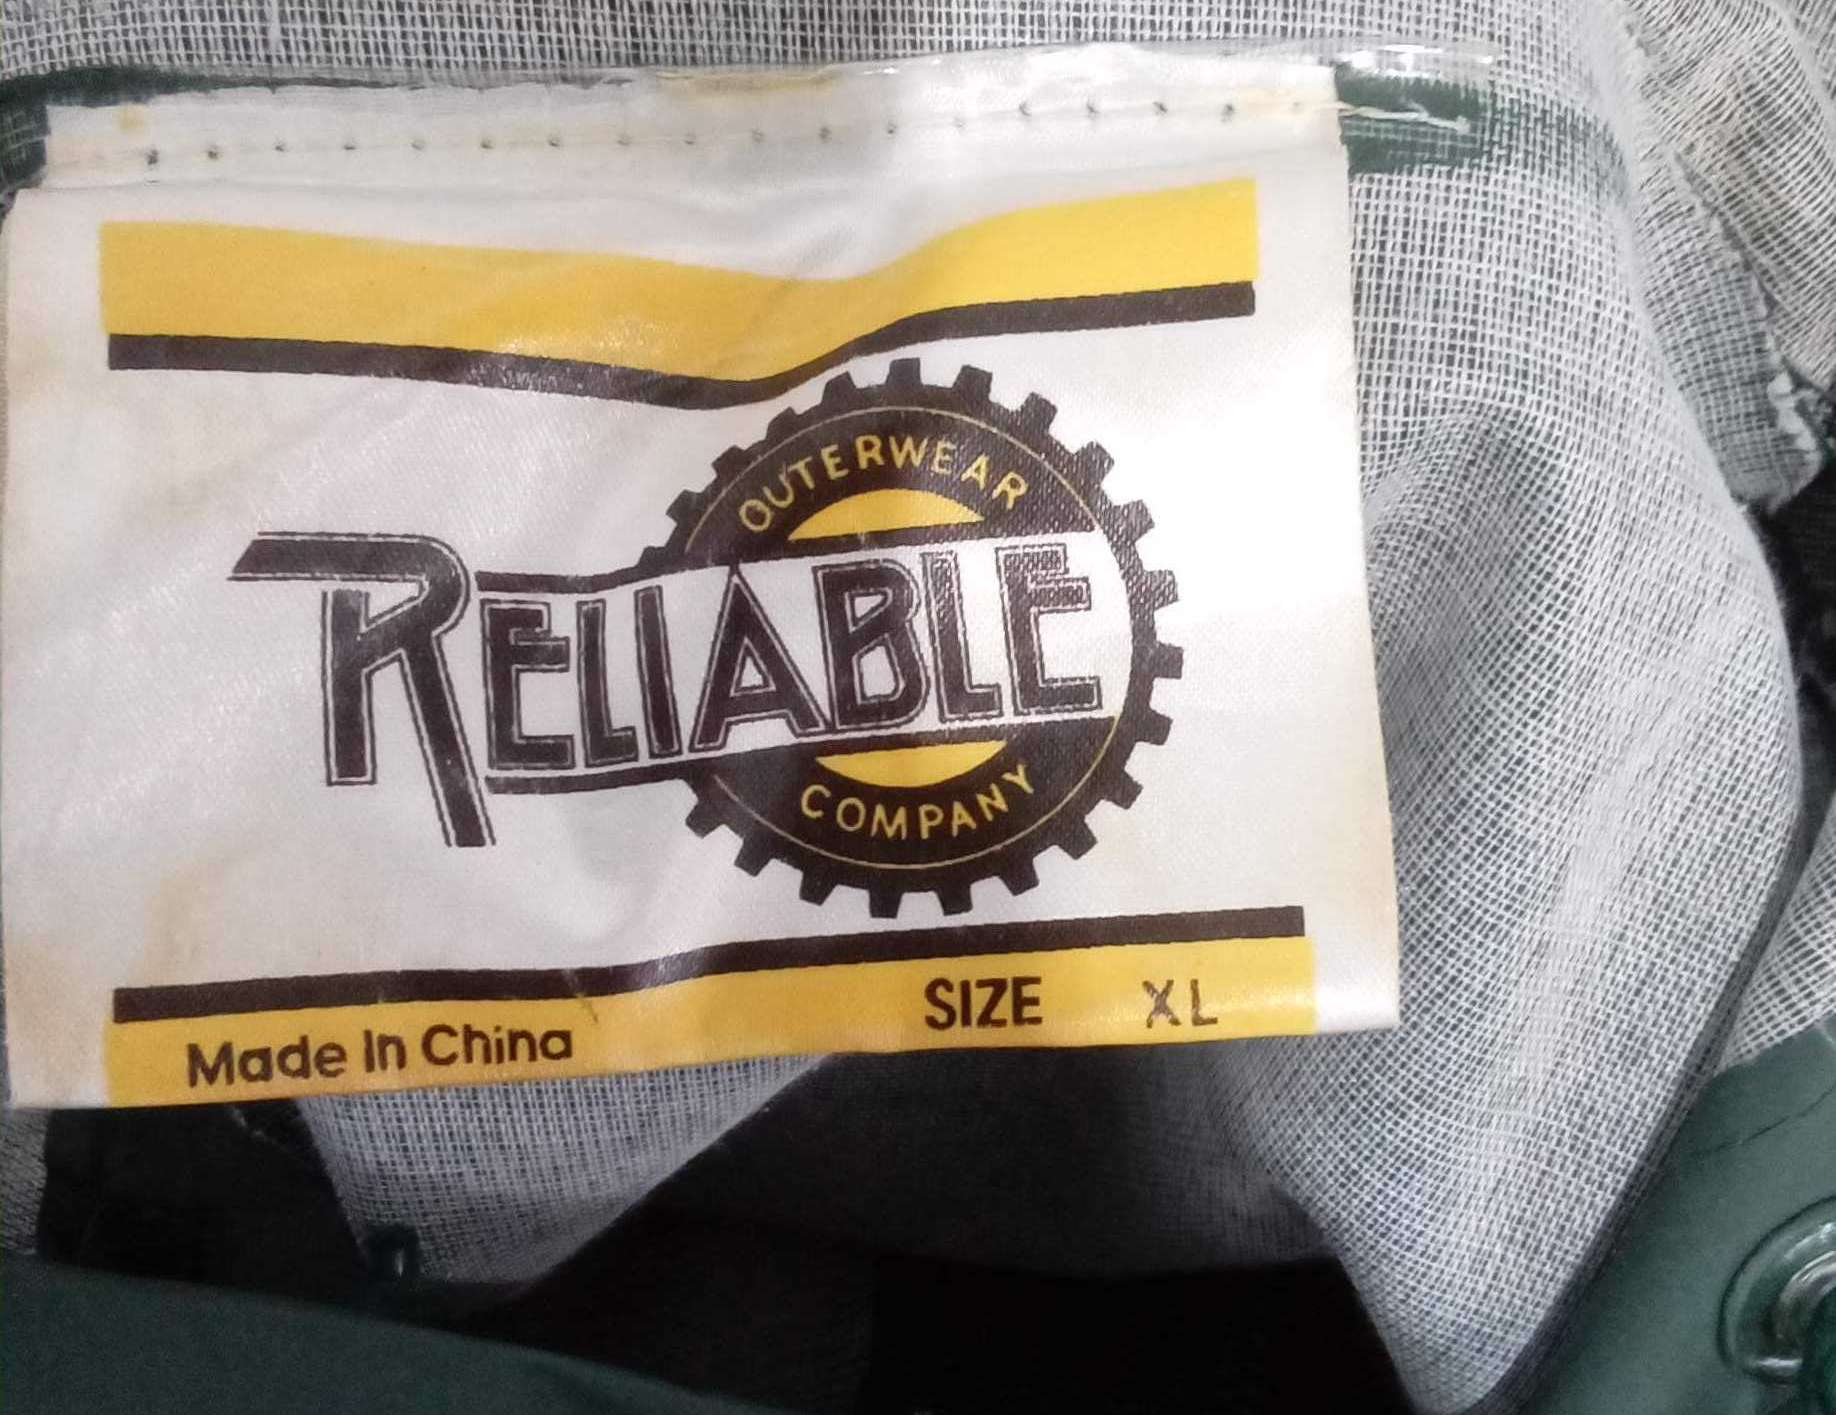 OUTERWEAR
RELIABLE
COMPANY
Made In China SIZE XL